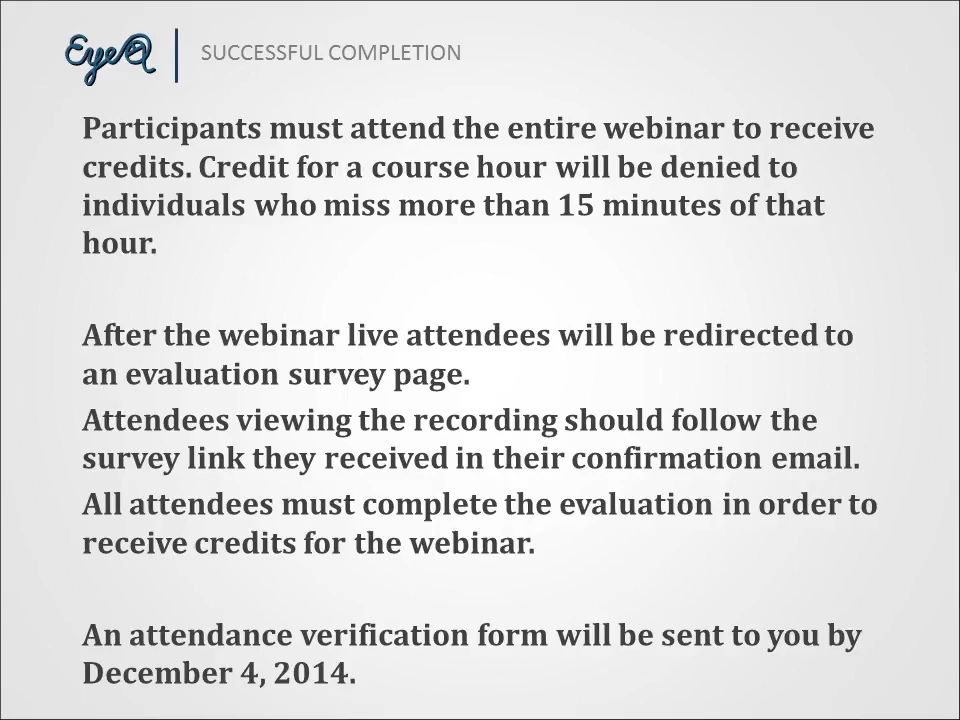 EyeQ
SUCCESSFUL COMPLETION
Participants must attend the entire webinar to receive
credits. Credit for a course hour will be denied to
individuals who miss more than 15 minutes of that
hour.
After the webinar live attendees will be redirected to
an evaluation survey page.
Attendees viewing the recording should follow the
survey link they received in their confirmation email.
All attendees must complete the evaluation in order to
receive credits for the webinar.
An attendance verification form will be sent to you by
December 4, 2014.